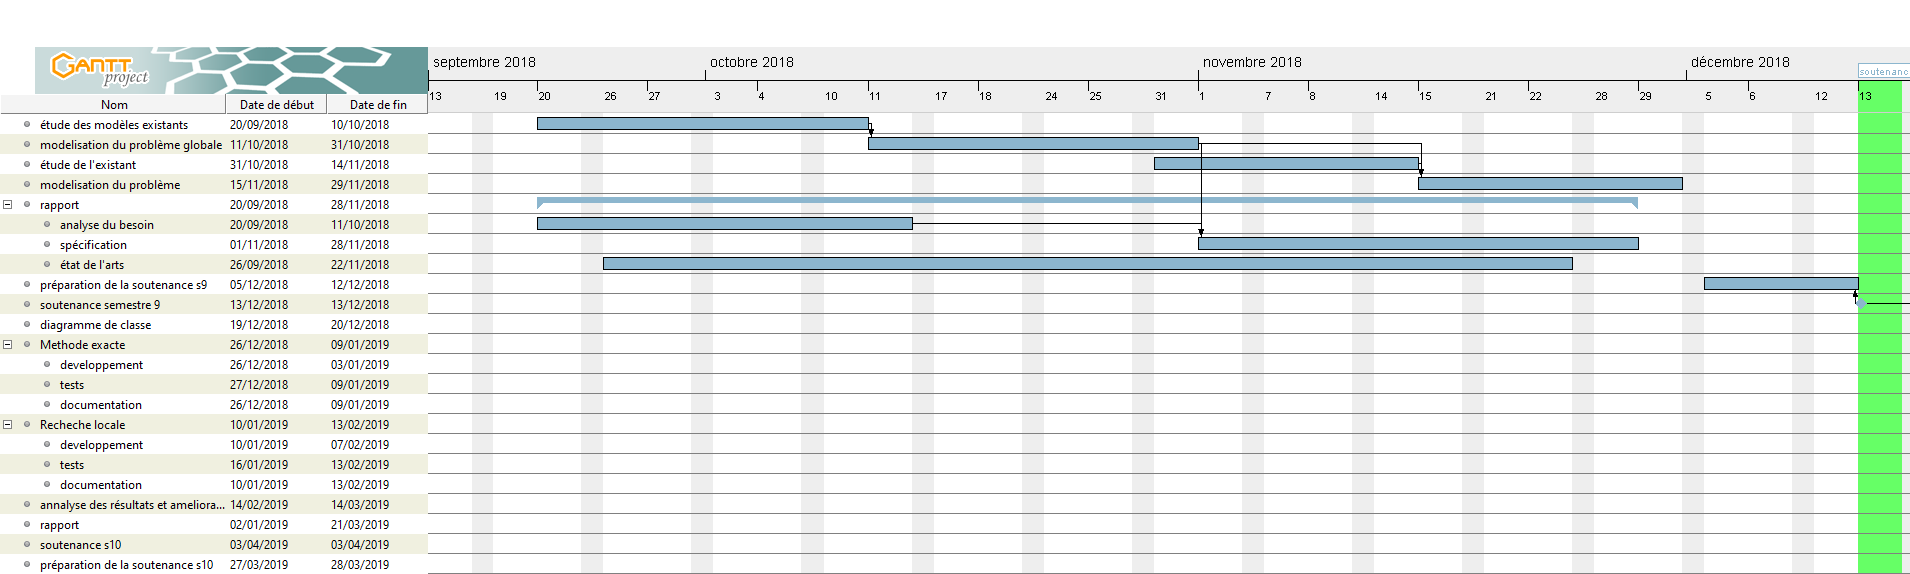 GANTT
project
septembre 2018 octobre 2018 novembre 2018 décembre 2018
soutenanc
13 19 20 26 27 3 4 10 11 17 18 24 25 31 1 7 8 14 15 21 22 28 29 5 6 12 13
Nom Date de début Date de fin
étude des modèles existants 20/09/2018 10/10/2018
modelisation du problème globale 11/10/2018 31/10/2018
étude de l'existant 31/10/2018 14/11/2018
modelisation du problème 15/11/2018 29/11/2018
rapport 20/09/2018 28/11/2018
analyse du besoin 20/09/2018 11/10/2018
spécification 01/11/2018 28/11/2018
état de l'arts 26/09/2018 22/11/2018
préparation de la soutenance s9 05/12/2018 12/12/2018
soutenance semestre 9 13/12/2018 13/12/2018
diagramme de classe 19/12/2018 20/12/2018
Methode exacte 26/12/2018 09/01/2019
developpement 26/12/2018 03/01/2019
tests 27/12/2018 09/01/2019
documentation 26/12/2018 09/01/2019
Recheche locale 10/01/2019 13/02/2019
developpement 10/01/2019 07/02/2019
tests 16/01/2019 13/02/2019
documentation 10/01/2019 13/02/2019
annalyse des résultats et ameliora... 14/02/2019 14/03/2019
rapport 02/01/2019 21/03/2019
soutenance s10 03/04/2019 03/04/2019
préparation de la soutenance s10 27/03/2019 28/03/2019